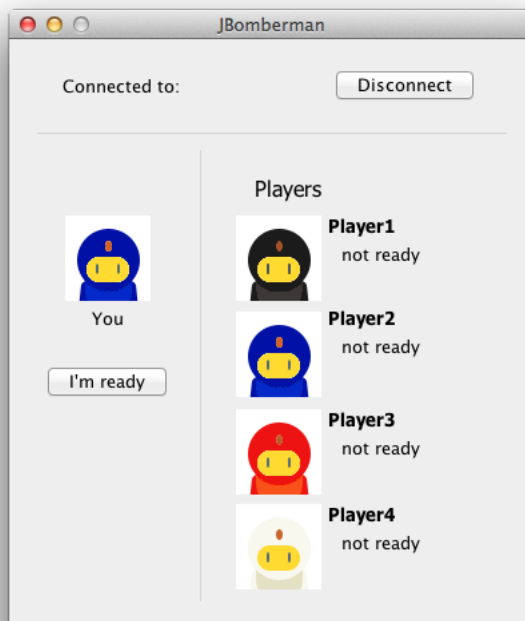 JBomberman
Connected to:
Disconnect
Players
You
I'm ready
Player1
not ready
Player2
not ready
Player3
not ready
Player4
not ready